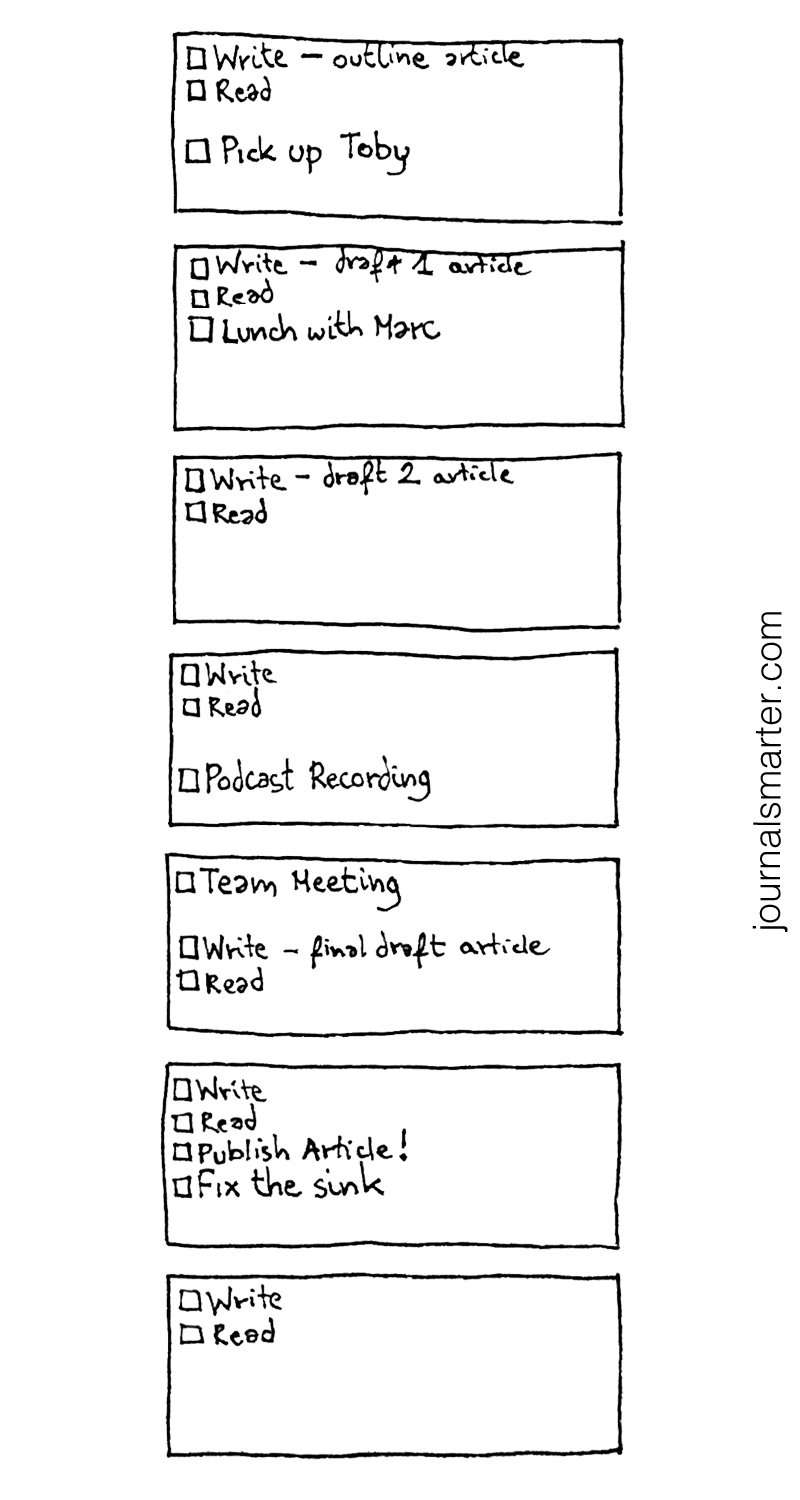 Write - outline article
Read
Pick up Toby
Write - draft 1 article
Read
Lunch with Marc
Write - draft 2 article
Read
Write
Read
Podcast Recording
Team Meeting
Write - final draft article
Read
Write
Read
Publish Article!
Fix the sink
Write
Read
journalsmarter.com